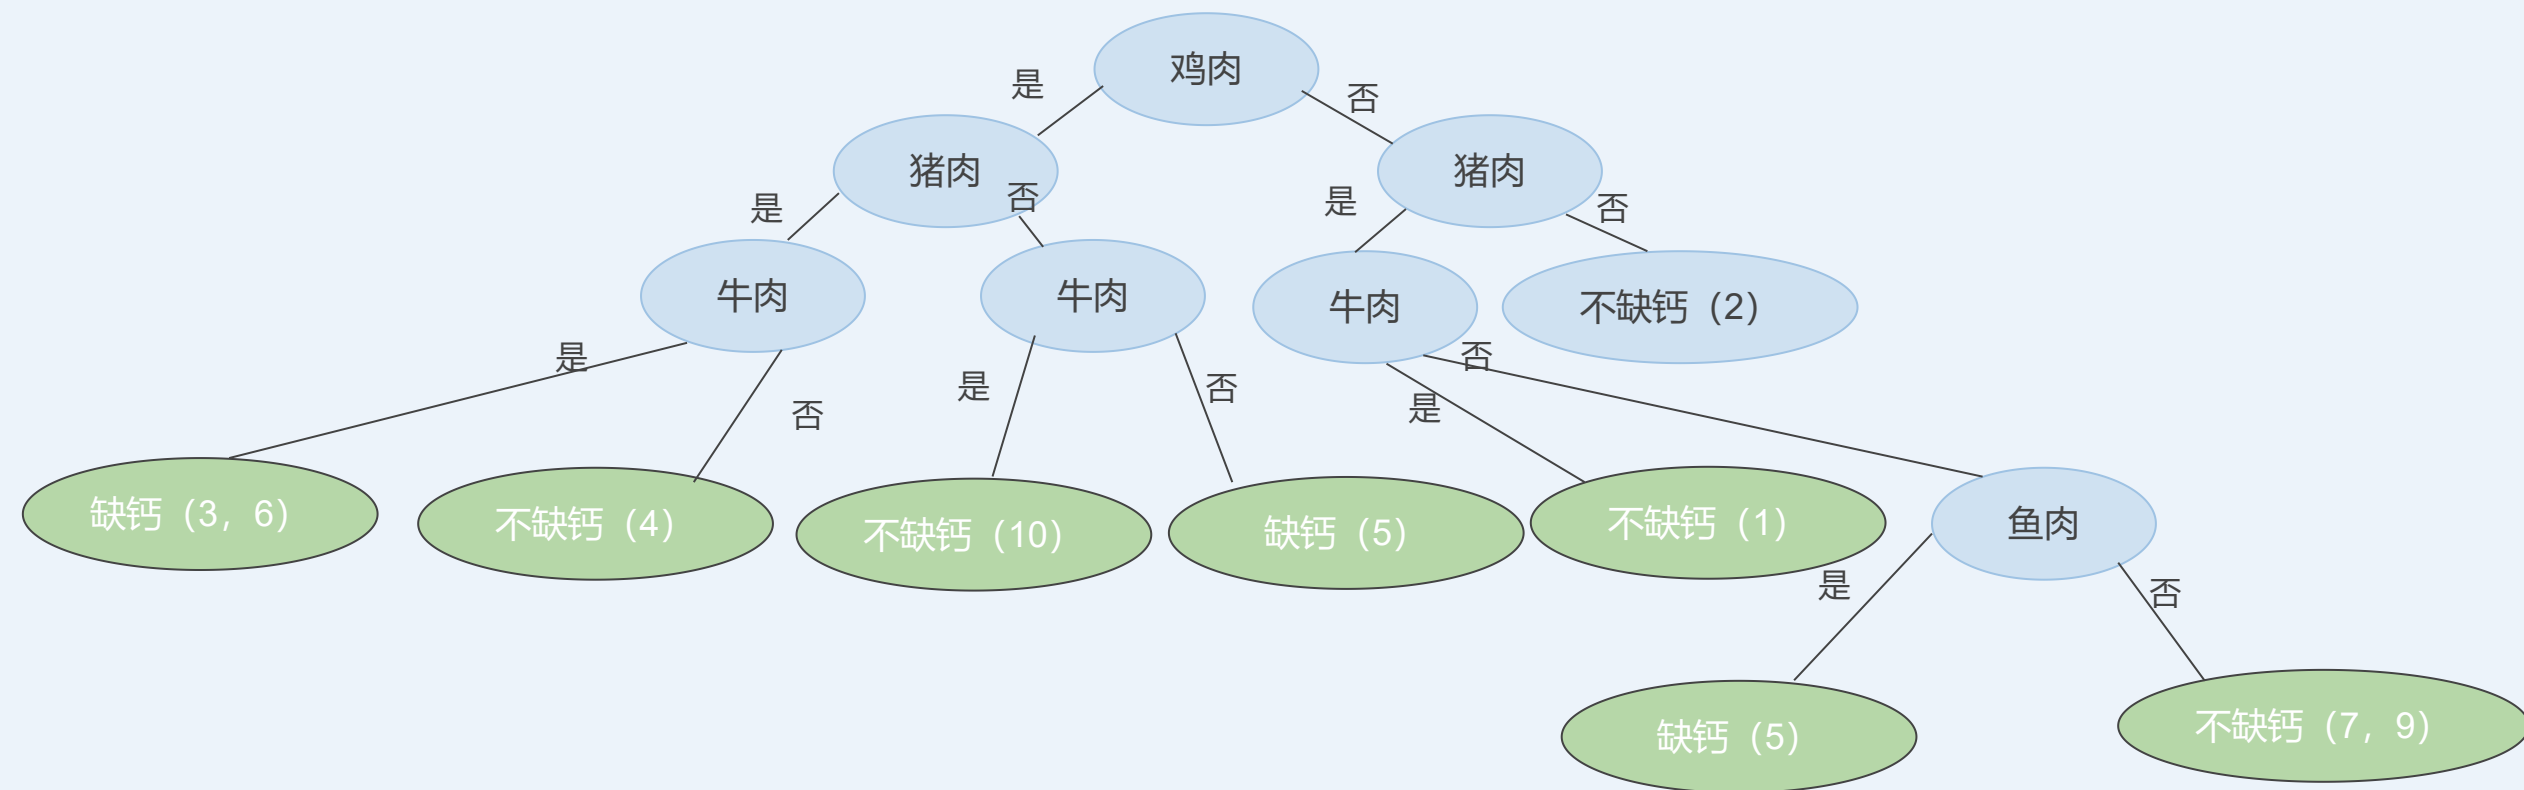 鸡肉
是
否
猪肉
猪肉
是
否
是
否
牛肉
牛肉
牛肉
不缺钙（2）
是
否
是
否
是
否
缺钙（3，6）
不缺钙（4）
不缺钙（10）
缺钙（5）
不缺钙（1）
鱼肉
是
否
缺钙（5）
不缺钙（7，9）